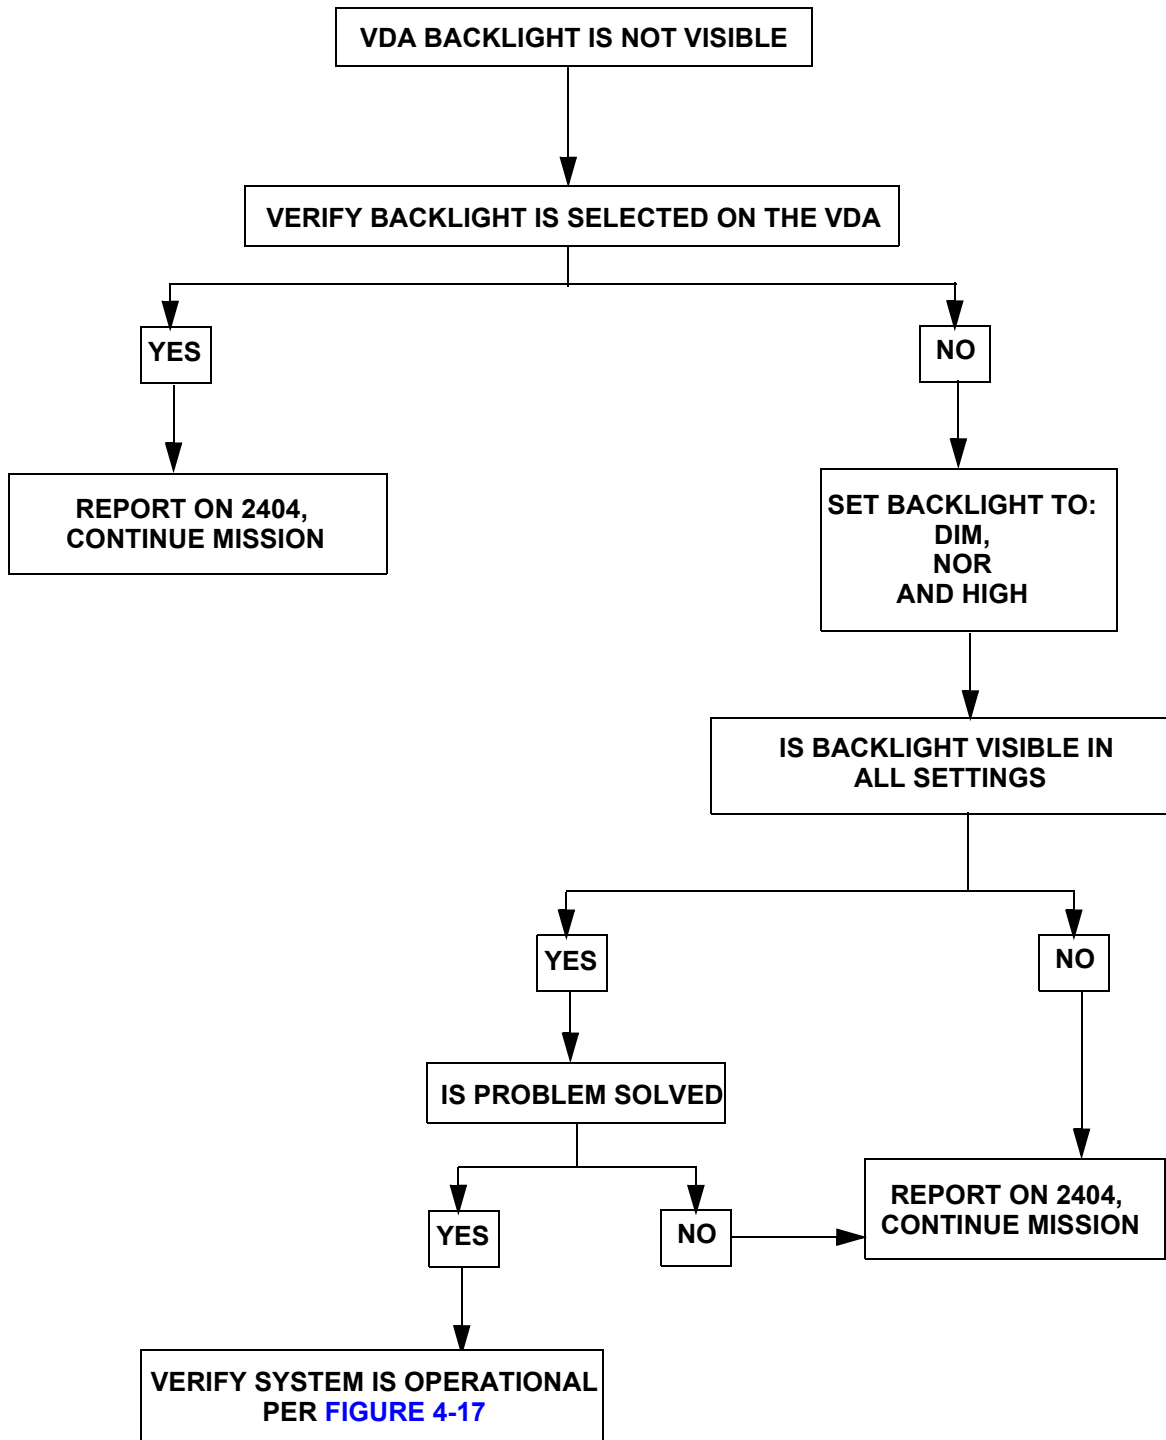 VDA BACKLIGHT IS NOT VISIBLE
VERIFY BACKLIGHT IS SELECTED ON THE VDA
YES
NO
REPORT ON 2404,
CONTINUE MISSION
SET BACKLIGHT TO:
DIM,
NOR
AND HIGH
IS BACKLIGHT VISIBLE IN
ALL SETTINGS
YES
NO
IS PROBLEM SOLVED
YES
NO
REPORT ON 2404,
CONTINUE MISSION
VERIFY SYSTEM IS OPERATIONAL
PER FIGURE 4-17